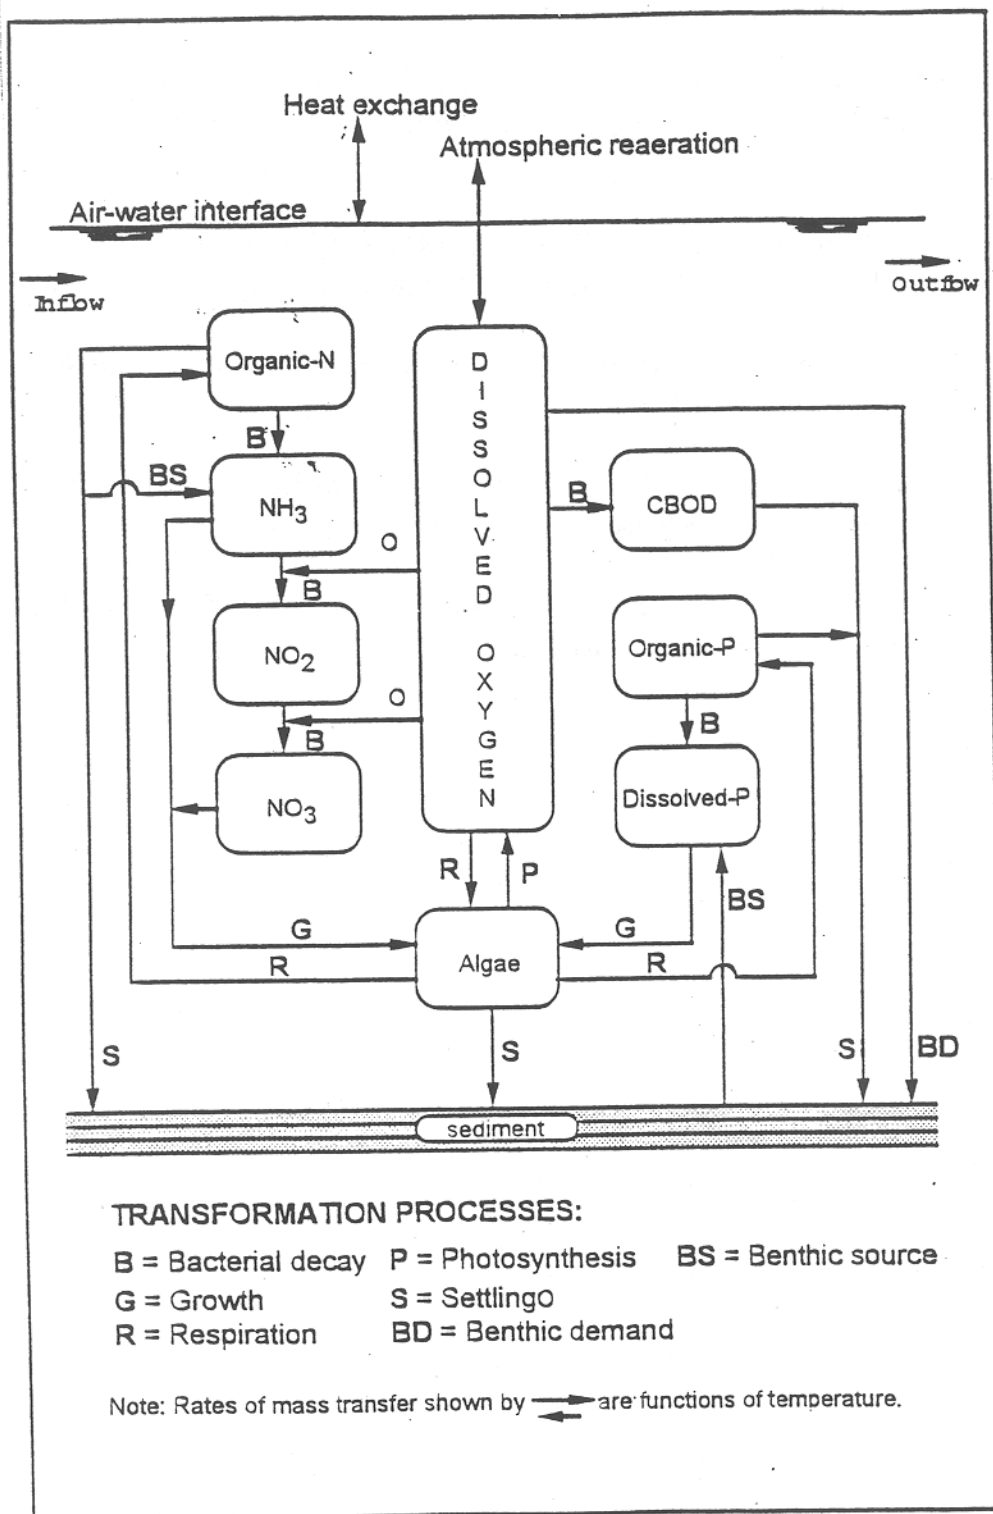 Heat exchange
Atmospheric reaeration
Air-water interface
Inflow
Outflow
Organic-N
DISSOLVED OXYGEN
B
BS
NH3
B
CBOD
O
B
NO2
Organic-P
O
B
B
NO3
Dissolved-P
R
P
BS
G
G
Algae
R
R
S
S
S
BD
sediment
TRANSFORMATION PROCESSES:
B = Bacterial decay P = Photosynthesis BS = Benthic source
G = Growth S = Settlingo
R = Respiration BD = Benthic demand
Note: Rates of mass transfer shown by are functions of temperature.